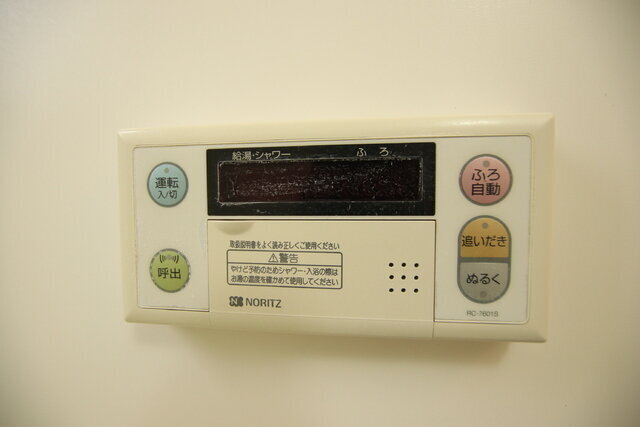 給湯・シャワー ふろ
運転
入/切
呼出
取扱説明書をよく読み正しくご使用ください
⚠警告
やけど予防のためシャワー・入浴の際は
お湯の温度を確かめて使用してください
NORITZ
ふろ
自動
追いだき
ぬるく
RC-7601S